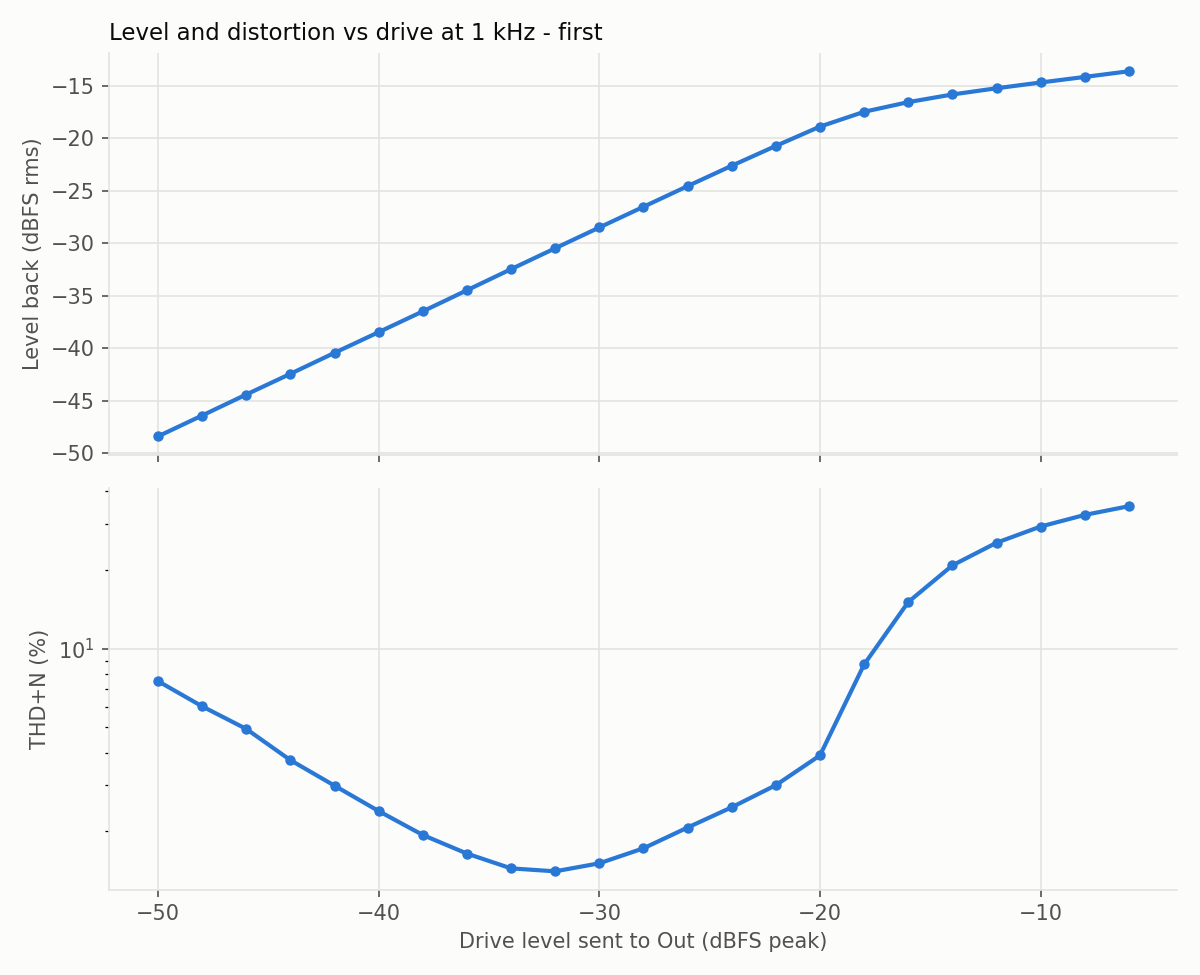 Level and distortion vs drive at 1 kHz - first
Level back (dBFS rms)
−15
−20
−25
−30
−35
−40
−45
−50
THD+N (%)
10¹
−50 −40 −30 −20 −10
Drive level sent to Out (dBFS peak)